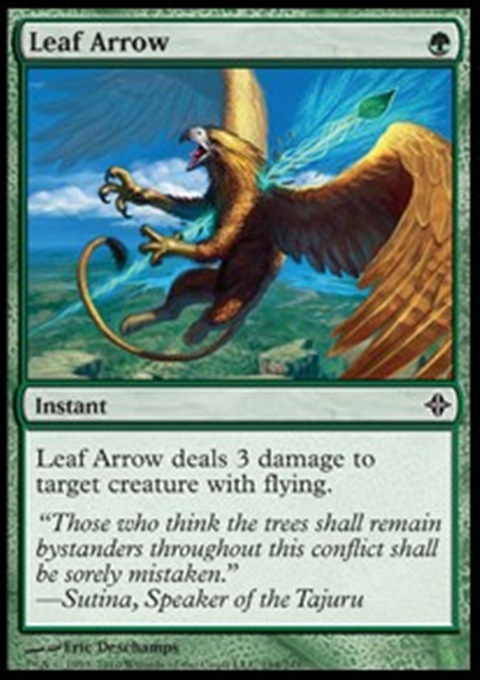 Leaf Arrow
Instant
Leaf Arrow deals 3 damage to
target creature with flying.
“Those who think the trees shall remain
bystanders throughout this conflict shall
be sorely mistaken.”
—Sutina, Speaker of the Tajuru
Eric Deschamps